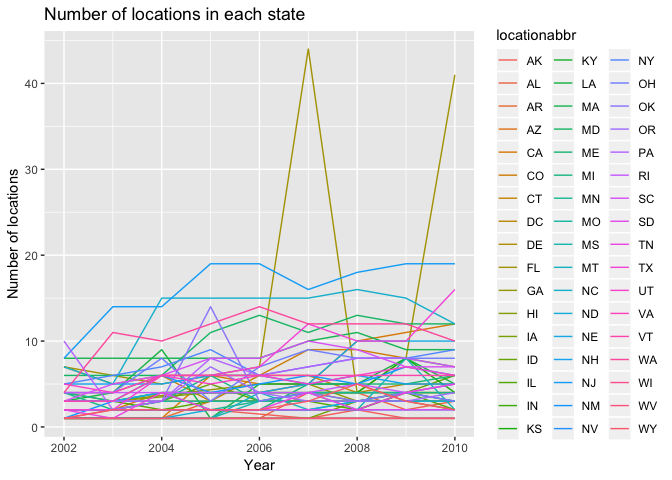 Number of locations in each state
locationabbr
AK KY NY
AL LA OH
AR MA OK
AZ MD OR
CA ME PA
CO MI RI
CT MN SC
DC MO SD
DE MS TN
FL MT TX
GA NC UT
HI ND VA
IA NE VT
ID NH WA
IL NJ WI
IN NM WV
KS NV WY
Number of locations
40
30
20
10
0
2002 2004 2006 2008 2010
Year